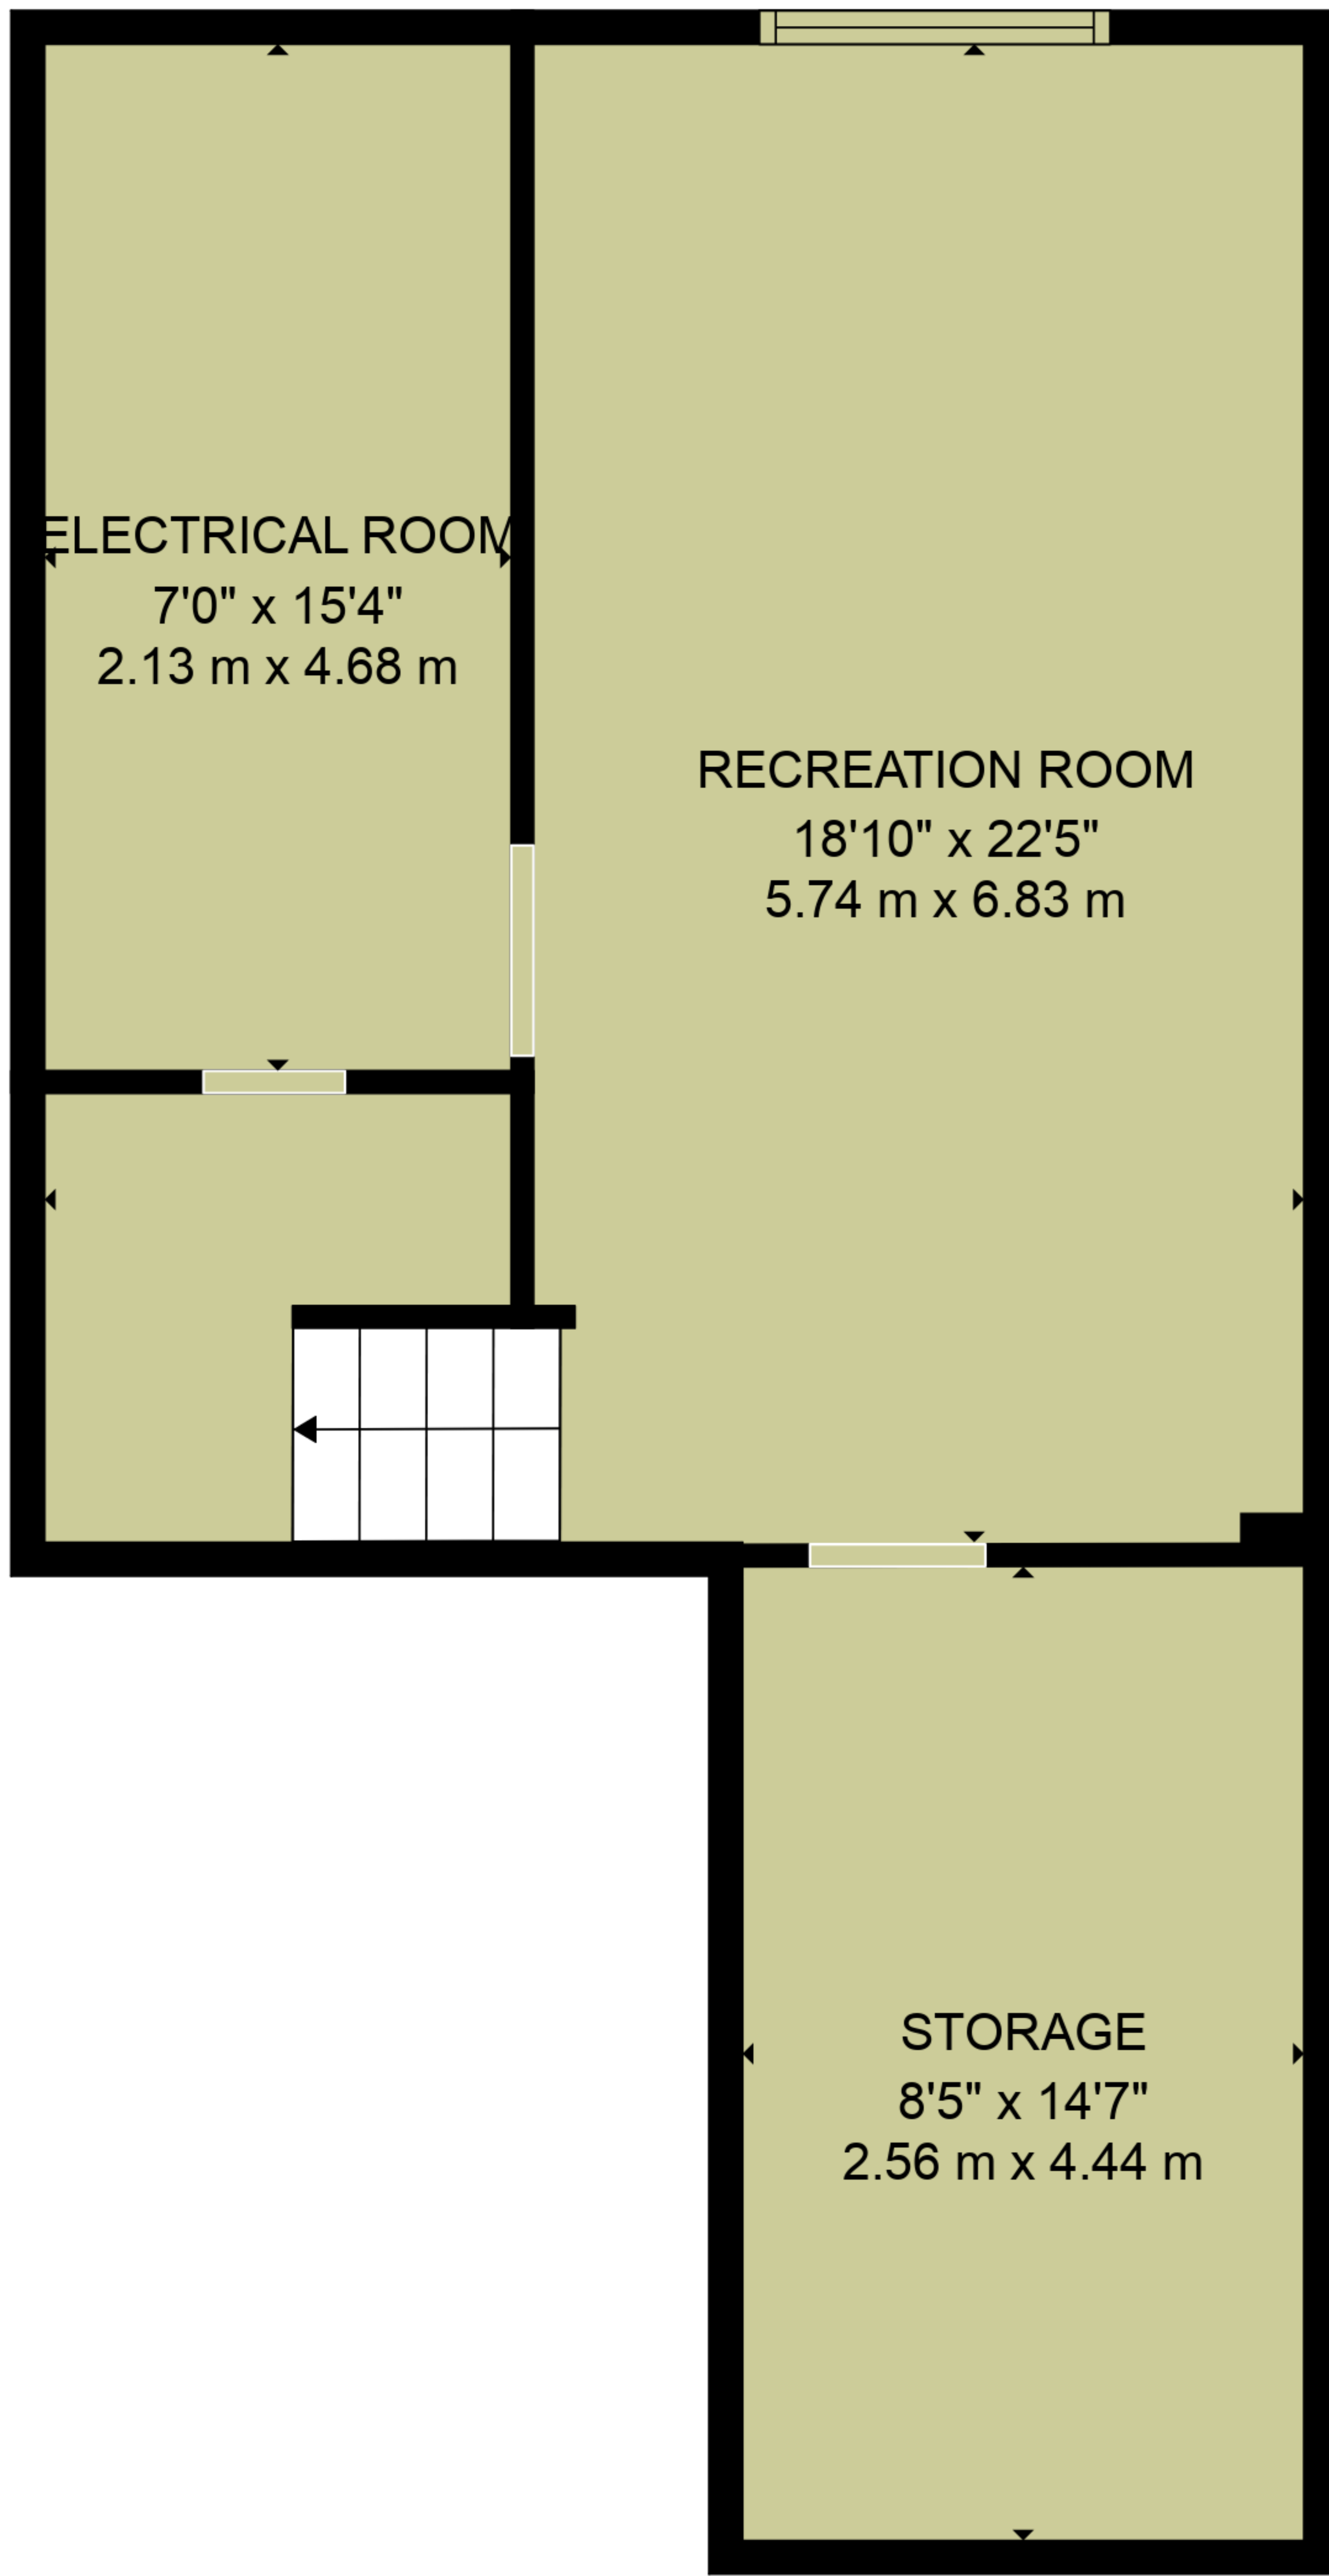 ELECTRICAL ROOM
7'0" x 15'4"
2.13 m x 4.68 m
RECREATION ROOM
18'10" x 22'5"
5.74 m x 6.83 m
STORAGE
8'5" x 14'7"
2.56 m x 4.44 m